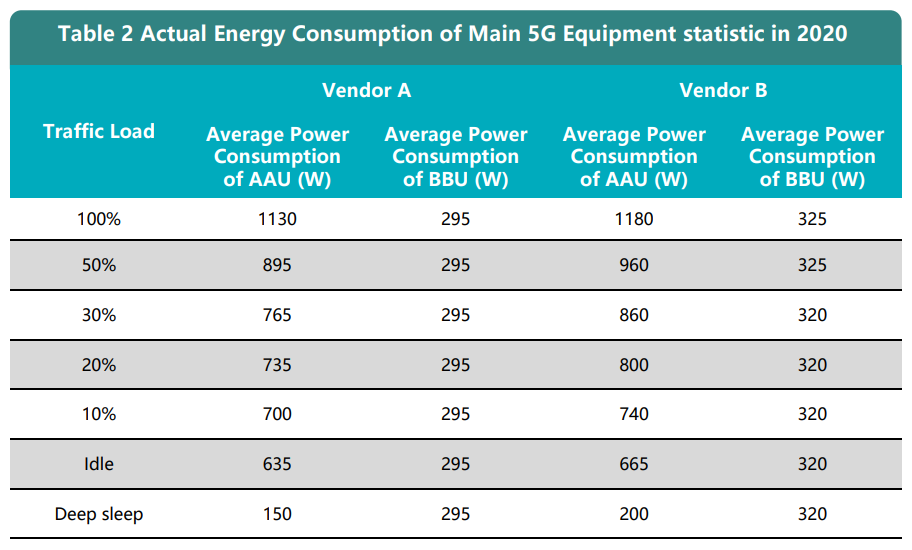 Table 2 Actual Energy Consumption of Main 5G Equipment statistic in 2020
Traffic Load
Vendor A
Vendor B
Average Power
Consumption
of AAU (W)
Average Power
Consumption
of BBU (W)
Average Power
Consumption
of AAU (W)
Average Power
Consumption
of BBU (W)
100% 1130 295 1180 325
50% 895 295 960 325
30% 765 295 860 320
20% 735 295 800 320
10% 700 295 740 320
Idle 635 295 665 320
Deep sleep 150 295 200 320